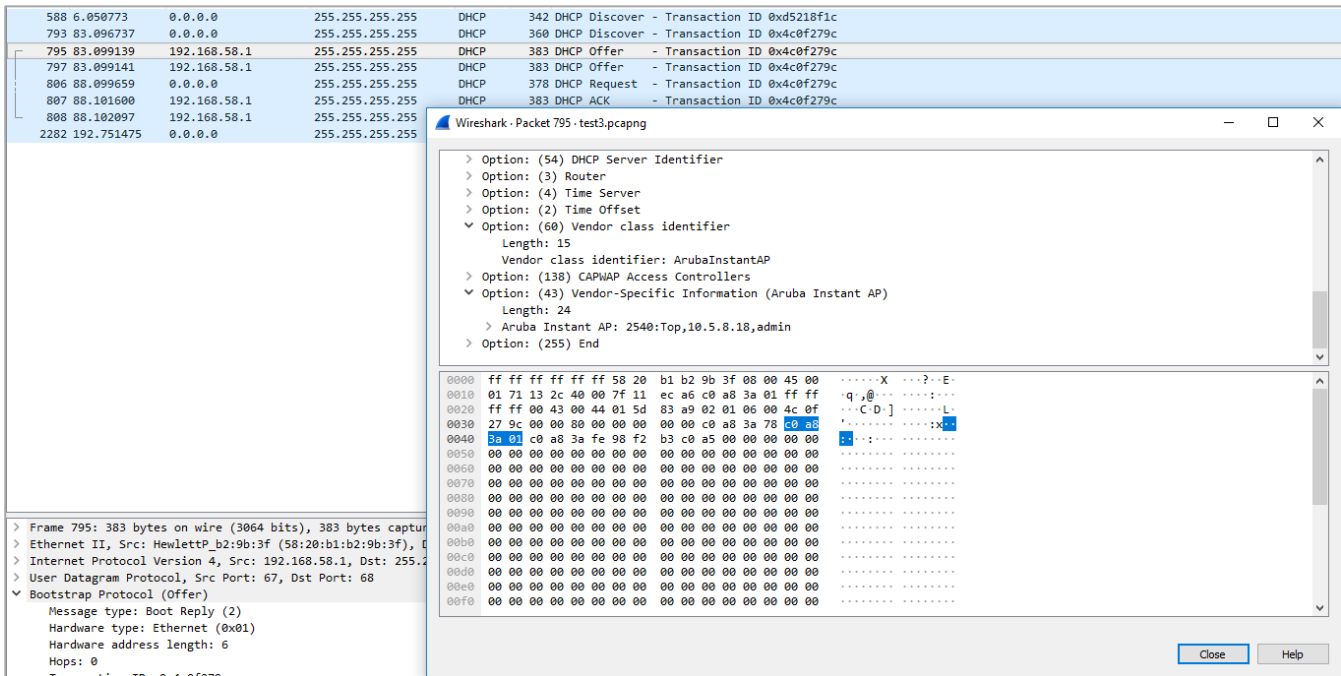 588 6.050773 0.0.0.0 255.255.255.255 DHCP 342 DHCP Discover - Transaction ID 0xd5218f1c
793 83.096737 0.0.0.0 255.255.255.255 DHCP 360 DHCP Discover - Transaction ID 0x4c0f279c
795 83.099139 192.168.58.1 255.255.255.255 DHCP 383 DHCP Offer - Transaction ID 0x4c0f279c
797 83.099141 192.168.58.1 255.255.255.255 DHCP 383 DHCP Offer - Transaction ID 0x4c0f279c
806 88.099659 0.0.0.0 255.255.255.255 DHCP 378 DHCP Request - Transaction ID 0x4c0f279c
807 88.101600 192.168.58.1 255.255.255.255 DHCP 383 DHCP ACK - Transaction ID 0x4c0f279c
808 88.102097 192.168.58.1 255.255.255.255
2282 192.751475 0.0.0.0 255.255.255.255
Wireshark · Packet 795 · test3.pcapng
> Option: (54) DHCP Server Identifier
> Option: (3) Router
> Option: (4) Time Server
> Option: (2) Time Offset
Option: (60) Vendor class identifier
Length: 15
Vendor class identifier: ArubaInstantAP
> Option: (138) CAPWAP Access Controllers
Option: (43) Vendor-Specific Information (Aruba Instant AP)
Length: 24
> Aruba Instant AP: 2540:Top,10.5.8.18,admin
> Option: (255) End
0000 ff ff ff ff ff ff 58 20 b1 b2 9b 3f 08 00 45 00 ······X ···?··E·
0010 01 71 13 2c 40 00 7f 11 ec a6 c0 a8 3a 01 ff ff ·q·,@··· ····:···
0020 ff ff 00 43 00 44 01 5d 83 a9 02 01 06 00 4c 0f ···C·D·] ······L·
0030 27 9c 00 00 80 00 00 00 00 00 c0 a8 3a 78 c0 a8 '······· ····:x··
0040 3a 01 c0 a8 3a fe 98 f2 b3 c0 a5 00 00 00 00 00 :···:··· ········
0050 00 00 00 00 00 00 00 00 00 00 00 00 00 00 00 00 ········ ········
0060 00 00 00 00 00 00 00 00 00 00 00 00 00 00 00 00 ········ ········
0070 00 00 00 00 00 00 00 00 00 00 00 00 00 00 00 00 ········ ········
0080 00 00 00 00 00 00 00 00 00 00 00 00 00 00 00 00 ········ ········
0090 00 00 00 00 00 00 00 00 00 00 00 00 00 00 00 00 ········ ········
00a0 00 00 00 00 00 00 00 00 00 00 00 00 00 00 00 00 ········ ········
00b0 00 00 00 00 00 00 00 00 00 00 00 00 00 00 00 00 ········ ········
00c0 00 00 00 00 00 00 00 00 00 00 00 00 00 00 00 00 ········ ········
00d0 00 00 00 00 00 00 00 00 00 00 00 00 00 00 00 00 ········ ········
00e0 00 00 00 00 00 00 00 00 00 00 00 00 00 00 00 00 ········ ········
00f0 00 00 00 00 00 00 00 00 00 00 00 00 00 00 00 00 ········ ········
Close Help
> Frame 795: 383 bytes on wire (3064 bits), 383 bytes captur
> Ethernet II, Src: HewlettP_b2:9b:3f (58:20:b1:b2:9b:3f), D
> Internet Protocol Version 4, Src: 192.168.58.1, Dst: 255.2
> User Datagram Protocol, Src Port: 67, Dst Port: 68
Bootstrap Protocol (Offer)
Message type: Boot Reply (2)
Hardware type: Ethernet (0x01)
Hardware address length: 6
Hops: 0